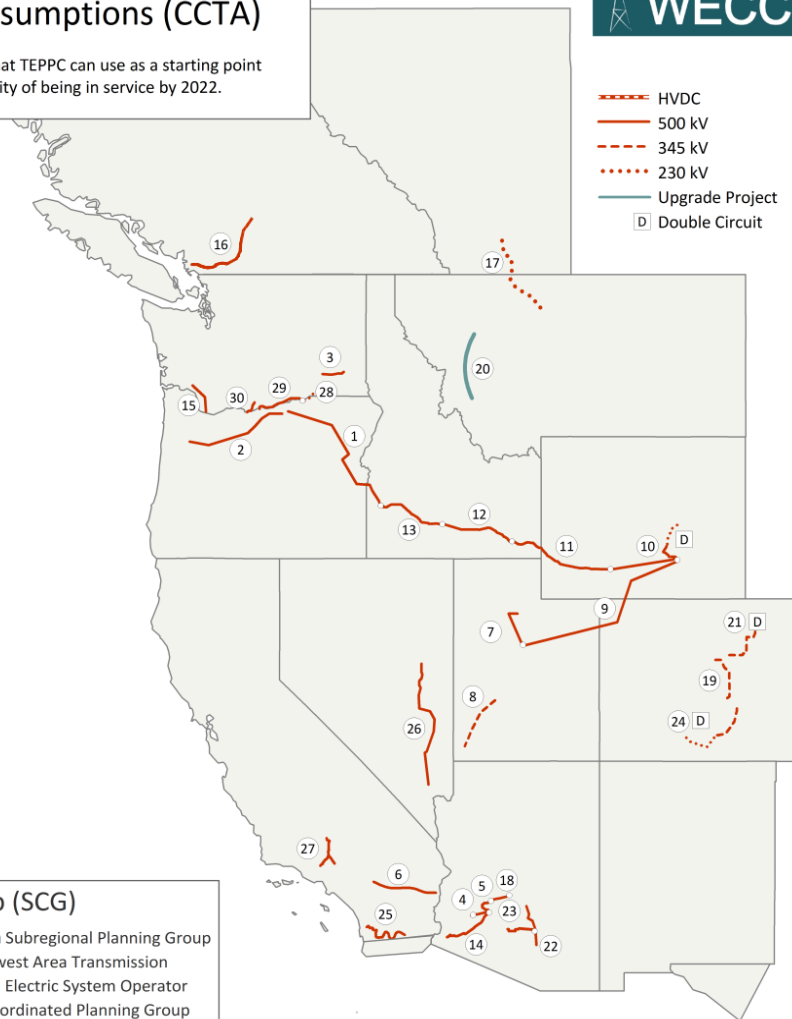 sumptions (CCTA)
at TEPPC can use as a starting point
ity of being in service by 2022.
WECC
HVDC
500 kV
345 kV
230 kV
Upgrade Project
D Double Circuit
16
17
3
20
29
28
30
15
1
2
12
13
11
10 D
9
21 D
7
19
8
24 D
26
27
6
18
5
4
23
25
14
22
(SCG)
Subregional Planning Group
west Area Transmission
Electric System Operator
ordinated Planning Group